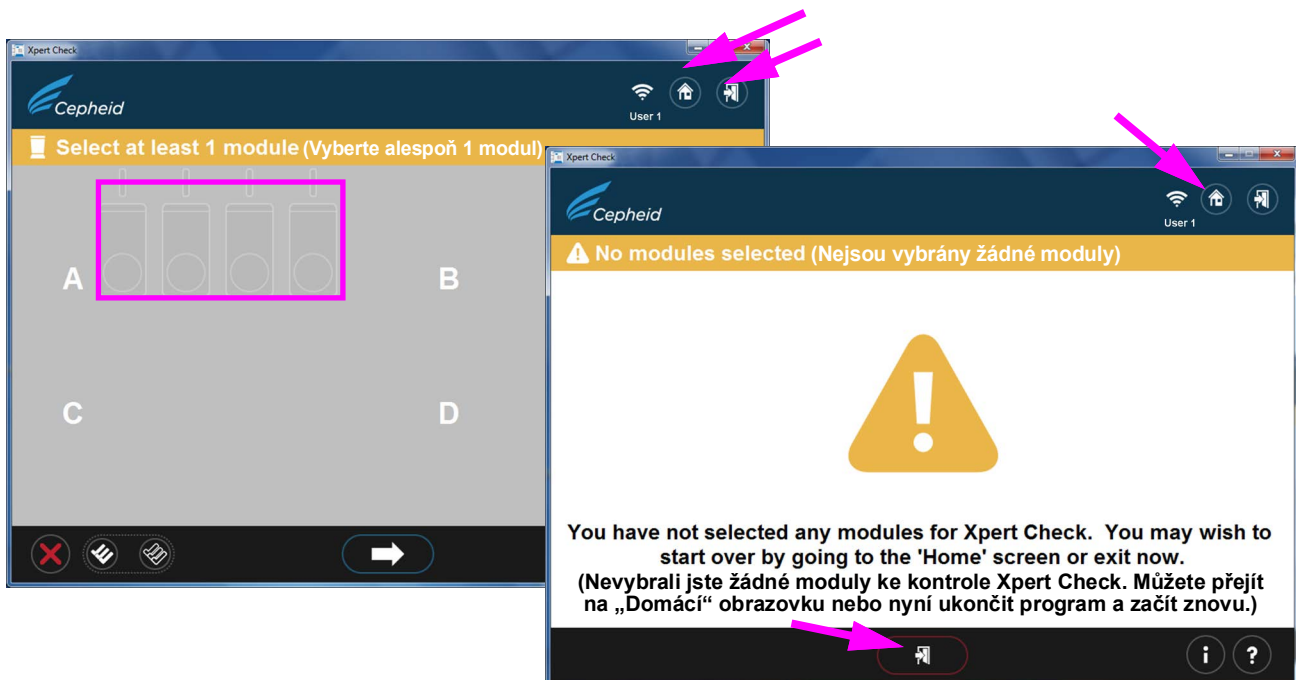 Xpert Check
Cepheid
User 1
Select at least 1 module (Vyberte alespoň 1 modul)
A
B
C
D
Xpert Check
Cepheid
User 1
No modules selected (Nejsou vybrány žádné moduly)
You have not selected any modules for Xpert Check. You may wish to
start over by going to the 'Home' screen or exit now.
(Nevybrali jste žádné moduly ke kontrole Xpert Check. Můžete přejít
na „Domácí“ obrazovku nebo nyní ukončit program a začít znovu.)
i
?